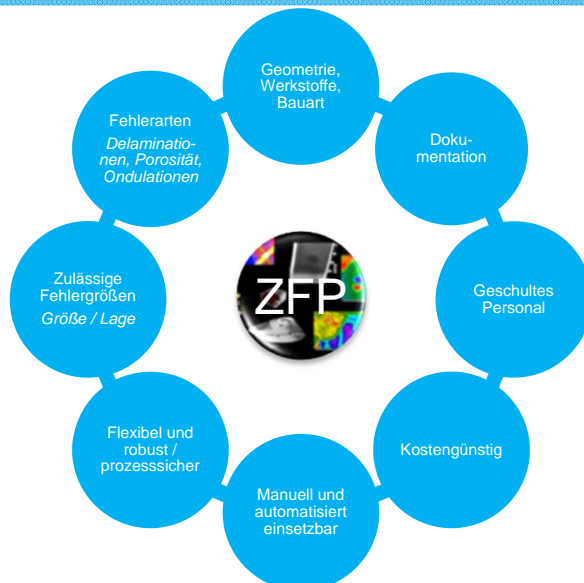 Geometrie,
Werkstoffe,
Bauart
Doku-
mentation
Geschultes
Personal
Kostengünstig
Manuell und
automatisiert
einsetzbar
Flexibel und
robust /
prozesssicher
Zulässige
Fehlergrößen
Größe / Lage
Fehlerarten
Delaminatio-
nen, Porosität,
Ondulationen
ZFP